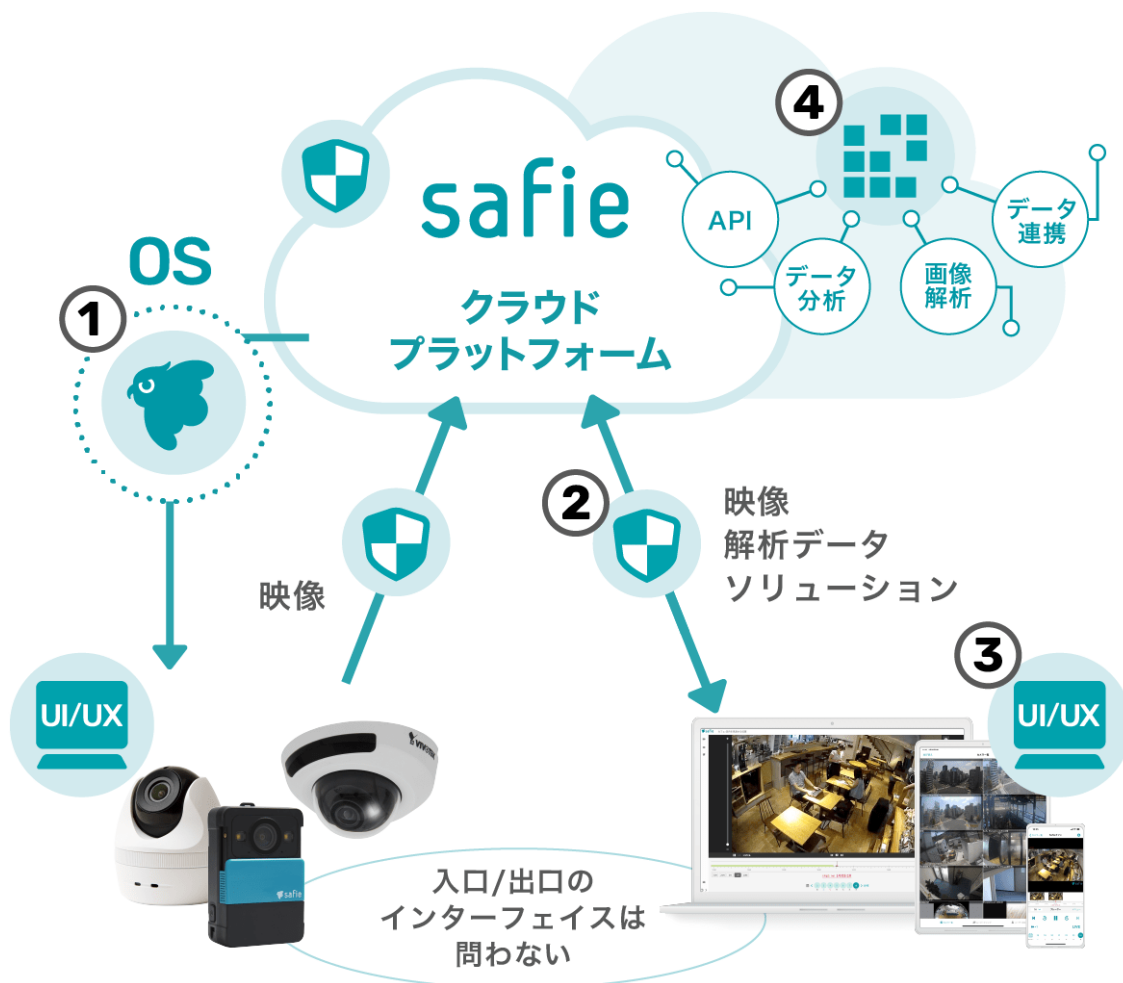 safie
クラウド
プラットフォーム
4
API
データ
分析
画像
解析
データ
連携
OS
1
映像
2
映像
解析データ
ソリューション
3
UI/UX
UI/UX
safie
入口/出口の
インターフェイスは
問わない